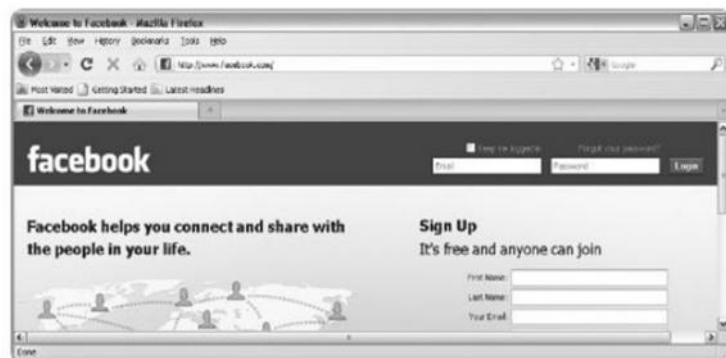 Welcome to Facebook - Mozilla Firefox
File Edit View History Bookmarks Tools Help
http://www.facebook.com/
Google
Most Visited Getting Started Latest Headlines
Welcome to Facebook
facebook
Keep me logged in Forgot your password?
Email Password Login
Facebook helps you connect and share with
the people in your life.
Sign Up
It's free and anyone can join
First Name:
Last Name:
Your Email:
Done